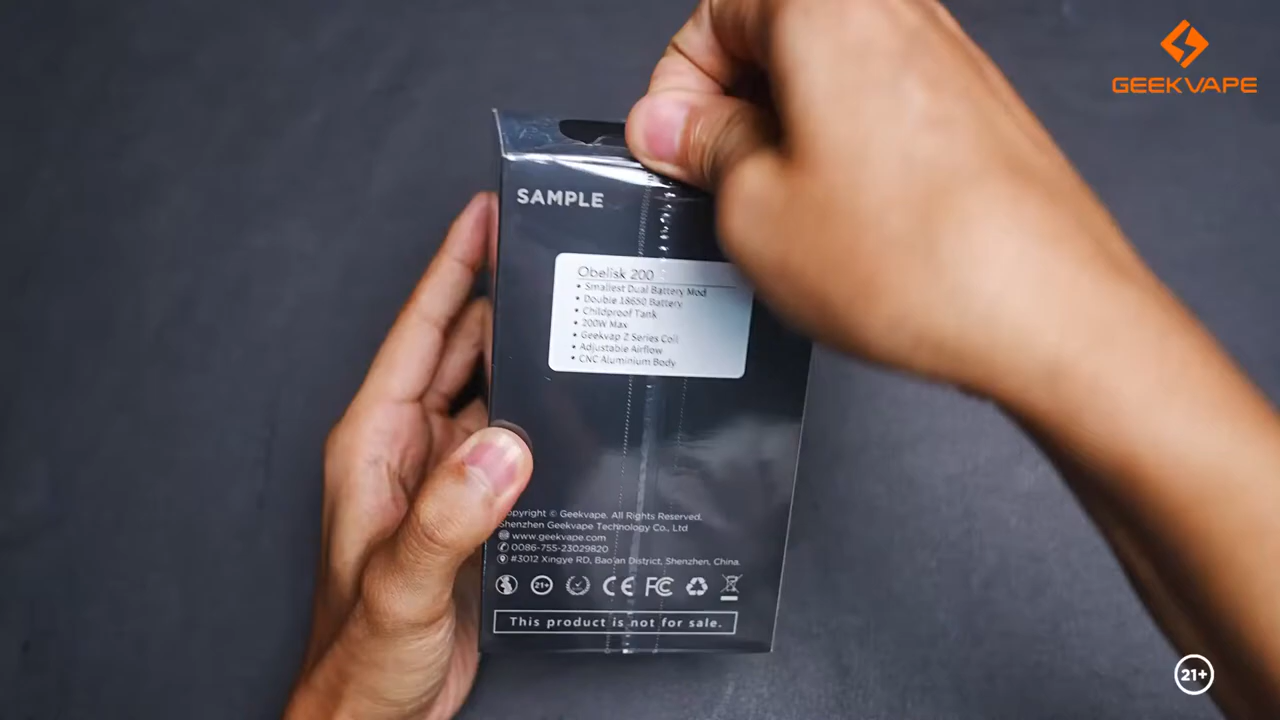 GEEKVAPE
SAMPLE
Obelisk 200
• Smallest Dual Battery Mod
• Double 18650 Battery
• Childproof Tank
• 200W Max
• Geekvap Z Series Coil
• Adjustable Airflow
• CNC Aluminium Body
opyright © Geekvape. All Rights Reserved.
Shenzhen Geekvape Technology Co., Ltd
www.geekvape.com
0086-755-23029820
#3012 Xingye RD, Bao'an District, Shenzhen, China.
21+ CE FC
This product is not for sale.
21+